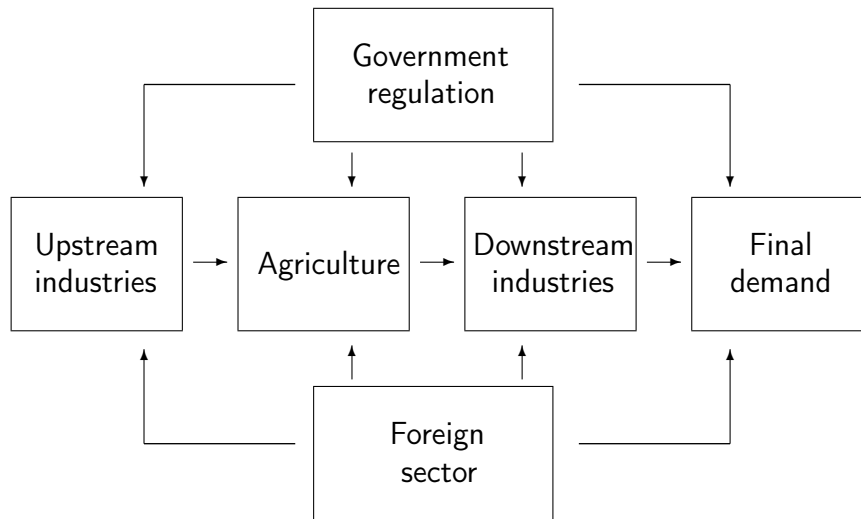 Government
regulation
Upstream
industries
Agriculture
Downstream
industries
Final
demand
Foreign
sector